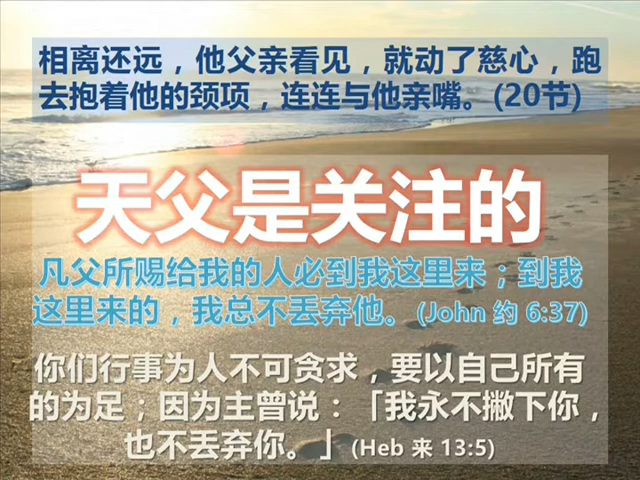 相离还远，他父亲看见，就动了慈心，跑
去抱着他的颈项，连连与他亲嘴。(20节)
天父是关注的
凡父所赐给我的人必到我这里来；到我
这里来的，我总不丢弃他。(John 约 6:37)
你们行事为人不可贪求，要以自己所有
的为足；因为主曾说：「我永不撇下你，
也不丢弃你。」(Heb 来 13:5)